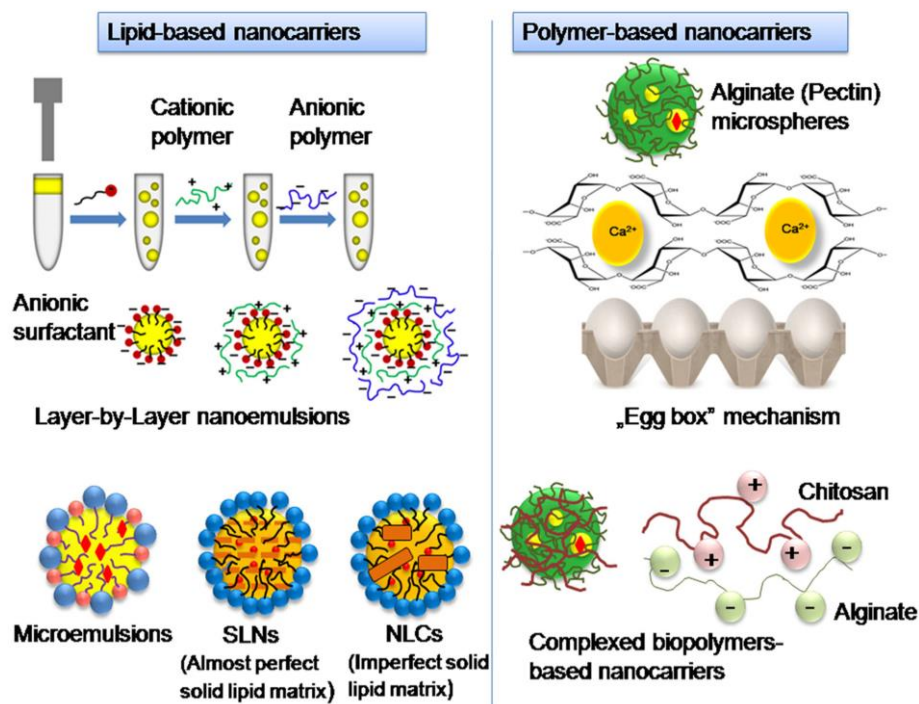 Lipid-based nanocarriers
Cationic
polymer
Anionic
polymer
Anionic
surfactant
Layer-by-Layer nanoemulsions
Microemulsions
SLNs
(Almost perfect
solid lipid matrix)
NLCs
(Imperfect solid
lipid matrix)
Polymer-based nanocarriers
Alginate (Pectin)
microspheres
Ca²⁺
Ca²⁺
„Egg box” mechanism
Chitosan
Alginate
Complexed biopolymers-
based nanocarriers